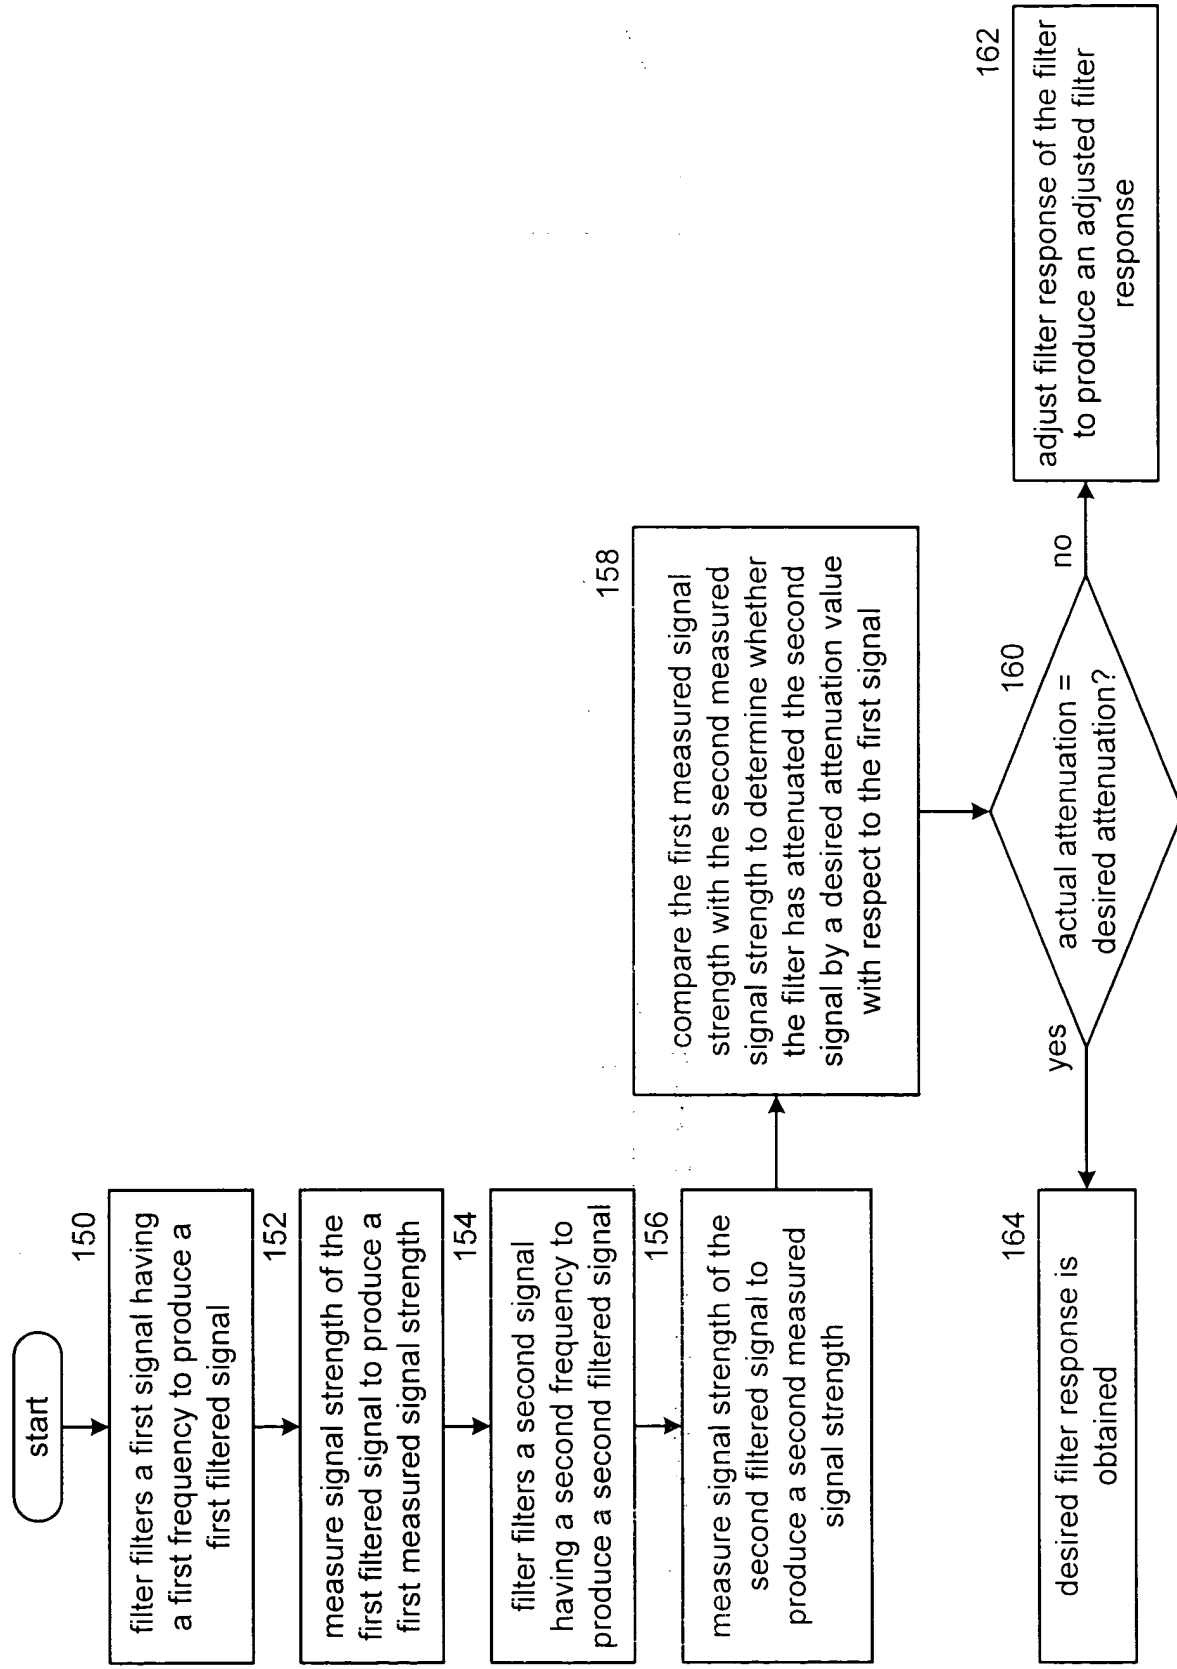 start
150
filter filters a first signal having
a first frequency to produce a
first filtered signal
152
measure signal strength of the
first filtered signal to produce a
first measured signal strength
154
filter filters a second signal
having a second frequency to
produce a second filtered signal
156
measure signal strength of the
second filtered signal to
produce a second measured
signal strength
158
compare the first measured signal
strength with the second measured
signal strength to determine whether
the filter has attenuated the second
signal by a desired attenuation value
with respect to the first signal
160
actual attenuation =
desired attenuation?
yes
no
164
desired filter response is
obtained
162
adjust filter response of the filter
to produce an adjusted filter
response